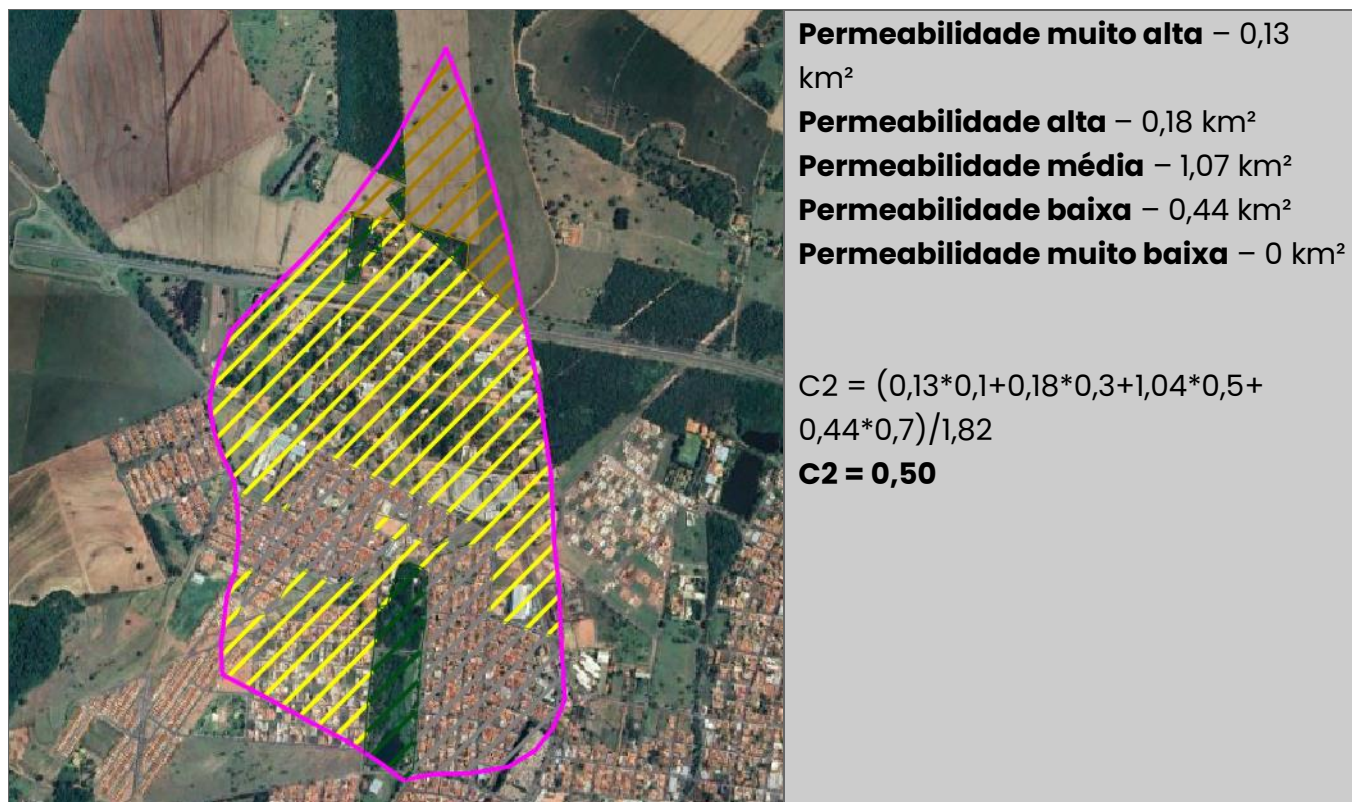 Permeabilidade muito alta – 0,13
km²
Permeabilidade alta – 0,18 km²
Permeabilidade média – 1,07 km²
Permeabilidade baixa – 0,44 km²
Permeabilidade muito baixa – 0 km²
C2 = (0,13*0,1+0,18*0,3+1,04*0,5+
0,44*0,7)/1,82
C2 = 0,50